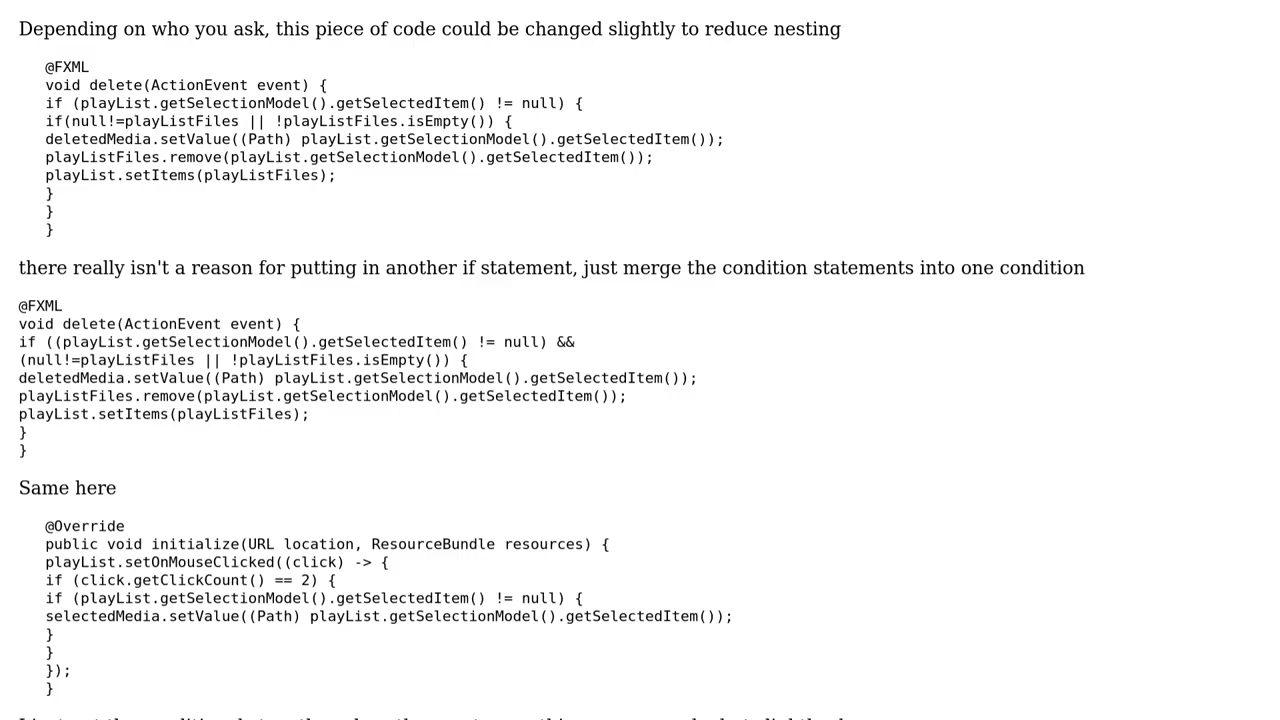 Depending on who you ask, this piece of code could be changed slightly to reduce nesting
@FXML
void delete(ActionEvent event) {
if (playList.getSelectionModel().getSelectedItem() != null) {
if(null!=playListFiles || !playListFiles.isEmpty()) {
deletedMedia.setValue((Path) playList.getSelectionModel().getSelectedItem());
playListFiles.remove(playList.getSelectionModel().getSelectedItem());
playList.setItems(playListFiles);
}
}
}
there really isn't a reason for putting in another if statement, just merge the condition statements into one condition
@FXML
void delete(ActionEvent event) {
if ((playList.getSelectionModel().getSelectedItem() != null) &&
(null!=playListFiles || !playListFiles.isEmpty()) {
deletedMedia.setValue((Path) playList.getSelectionModel().getSelectedItem());
playListFiles.remove(playList.getSelectionModel().getSelectedItem());
playList.setItems(playListFiles);
}
}
Same here
@Override
public void initialize(URL location, ResourceBundle resources) {
playList.setOnMouseClicked((click) -> {
if (click.getClickCount() == 2) {
if (playList.getSelectionModel().getSelectedItem() != null) {
selectedMedia.setValue((Path) playList.getSelectionModel().getSelectedItem());
}
}
});
}